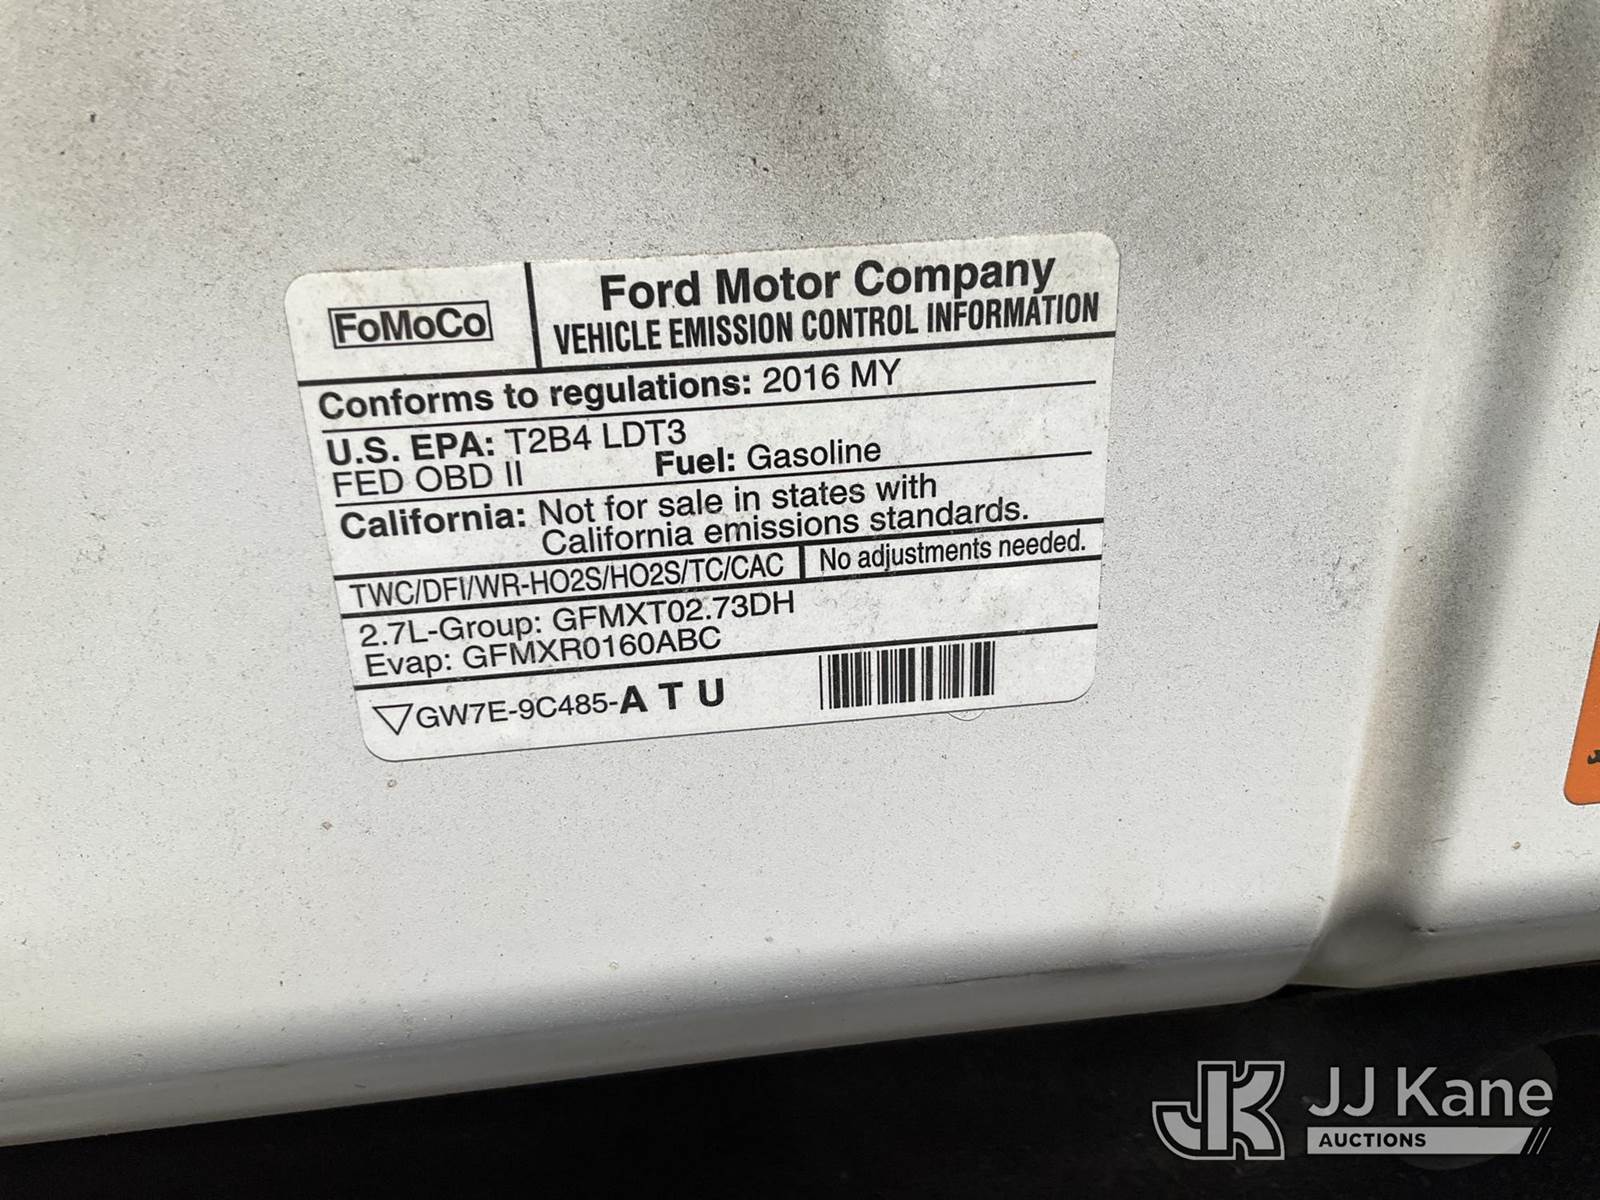 FoMoCo
Ford Motor Company
VEHICLE EMISSION CONTROL INFORMATION
Conforms to regulations: 2016 MY
U.S. EPA: T2B4 LDT3
FED OBD II
Fuel: Gasoline
California: Not for sale in states with
California emissions standards.
TWC/DFI/WR-HO2S/HO2S/TC/CAC
No adjustments needed.
2.7L-Group: GFMXT02.73DH
Evap: GFMXR0160ABC
GW7E-9C485-A T U
JK
JJ Kane
AUCTIONS